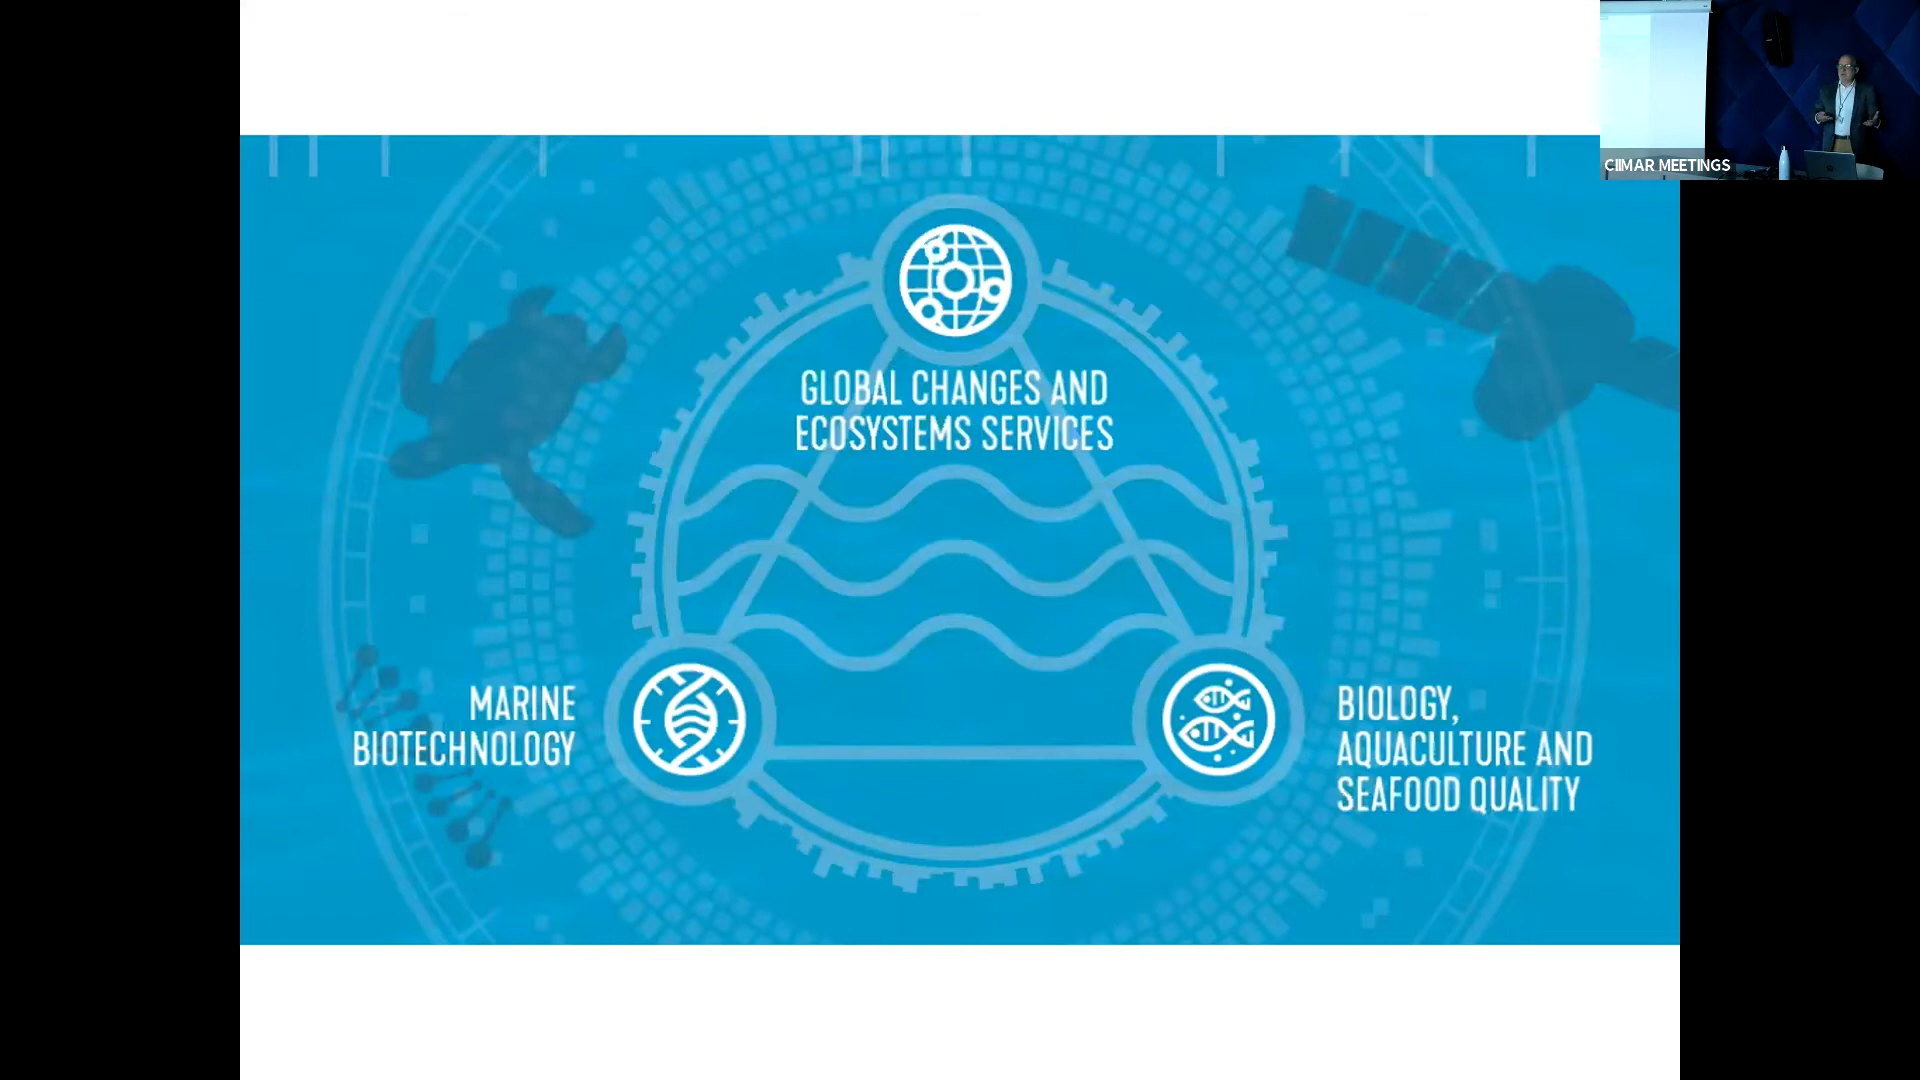 CIIMAR MEETINGS
GLOBAL CHANGES AND
ECOSYSTEMS SERVICES
MARINE
BIOTECHNOLOGY
BIOLOGY,
AQUACULTURE AND
SEAFOOD QUALITY